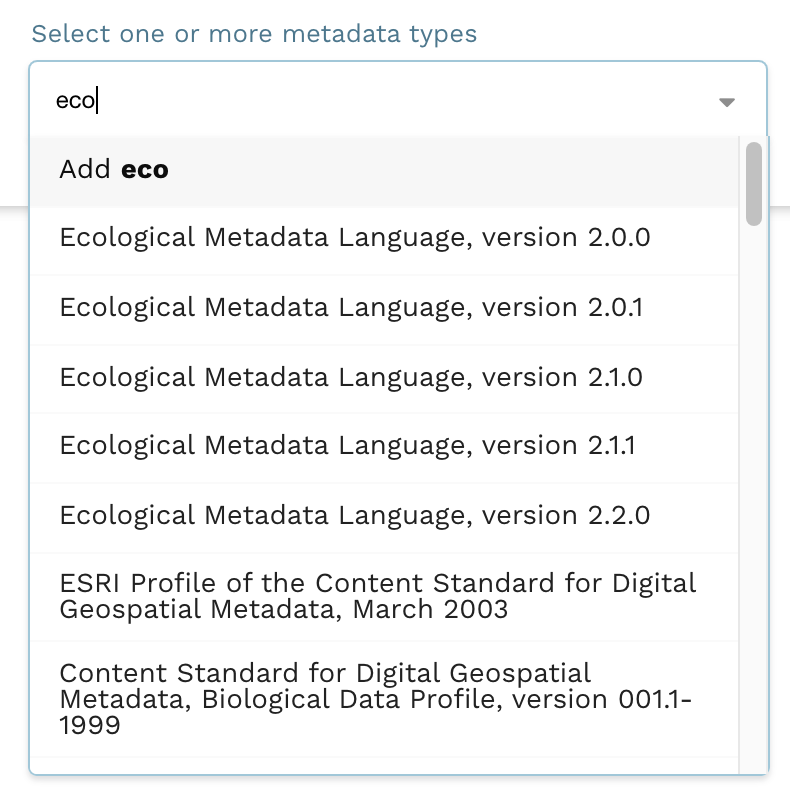 Select one or more metadata types
eco
Add eco
Ecological Metadata Language, version 2.0.0
Ecological Metadata Language, version 2.0.1
Ecological Metadata Language, version 2.1.0
Ecological Metadata Language, version 2.1.1
Ecological Metadata Language, version 2.2.0
ESRI Profile of the Content Standard for Digital
Geospatial Metadata, March 2003
Content Standard for Digital Geospatial
Metadata, Biological Data Profile, version 001.1-
1999